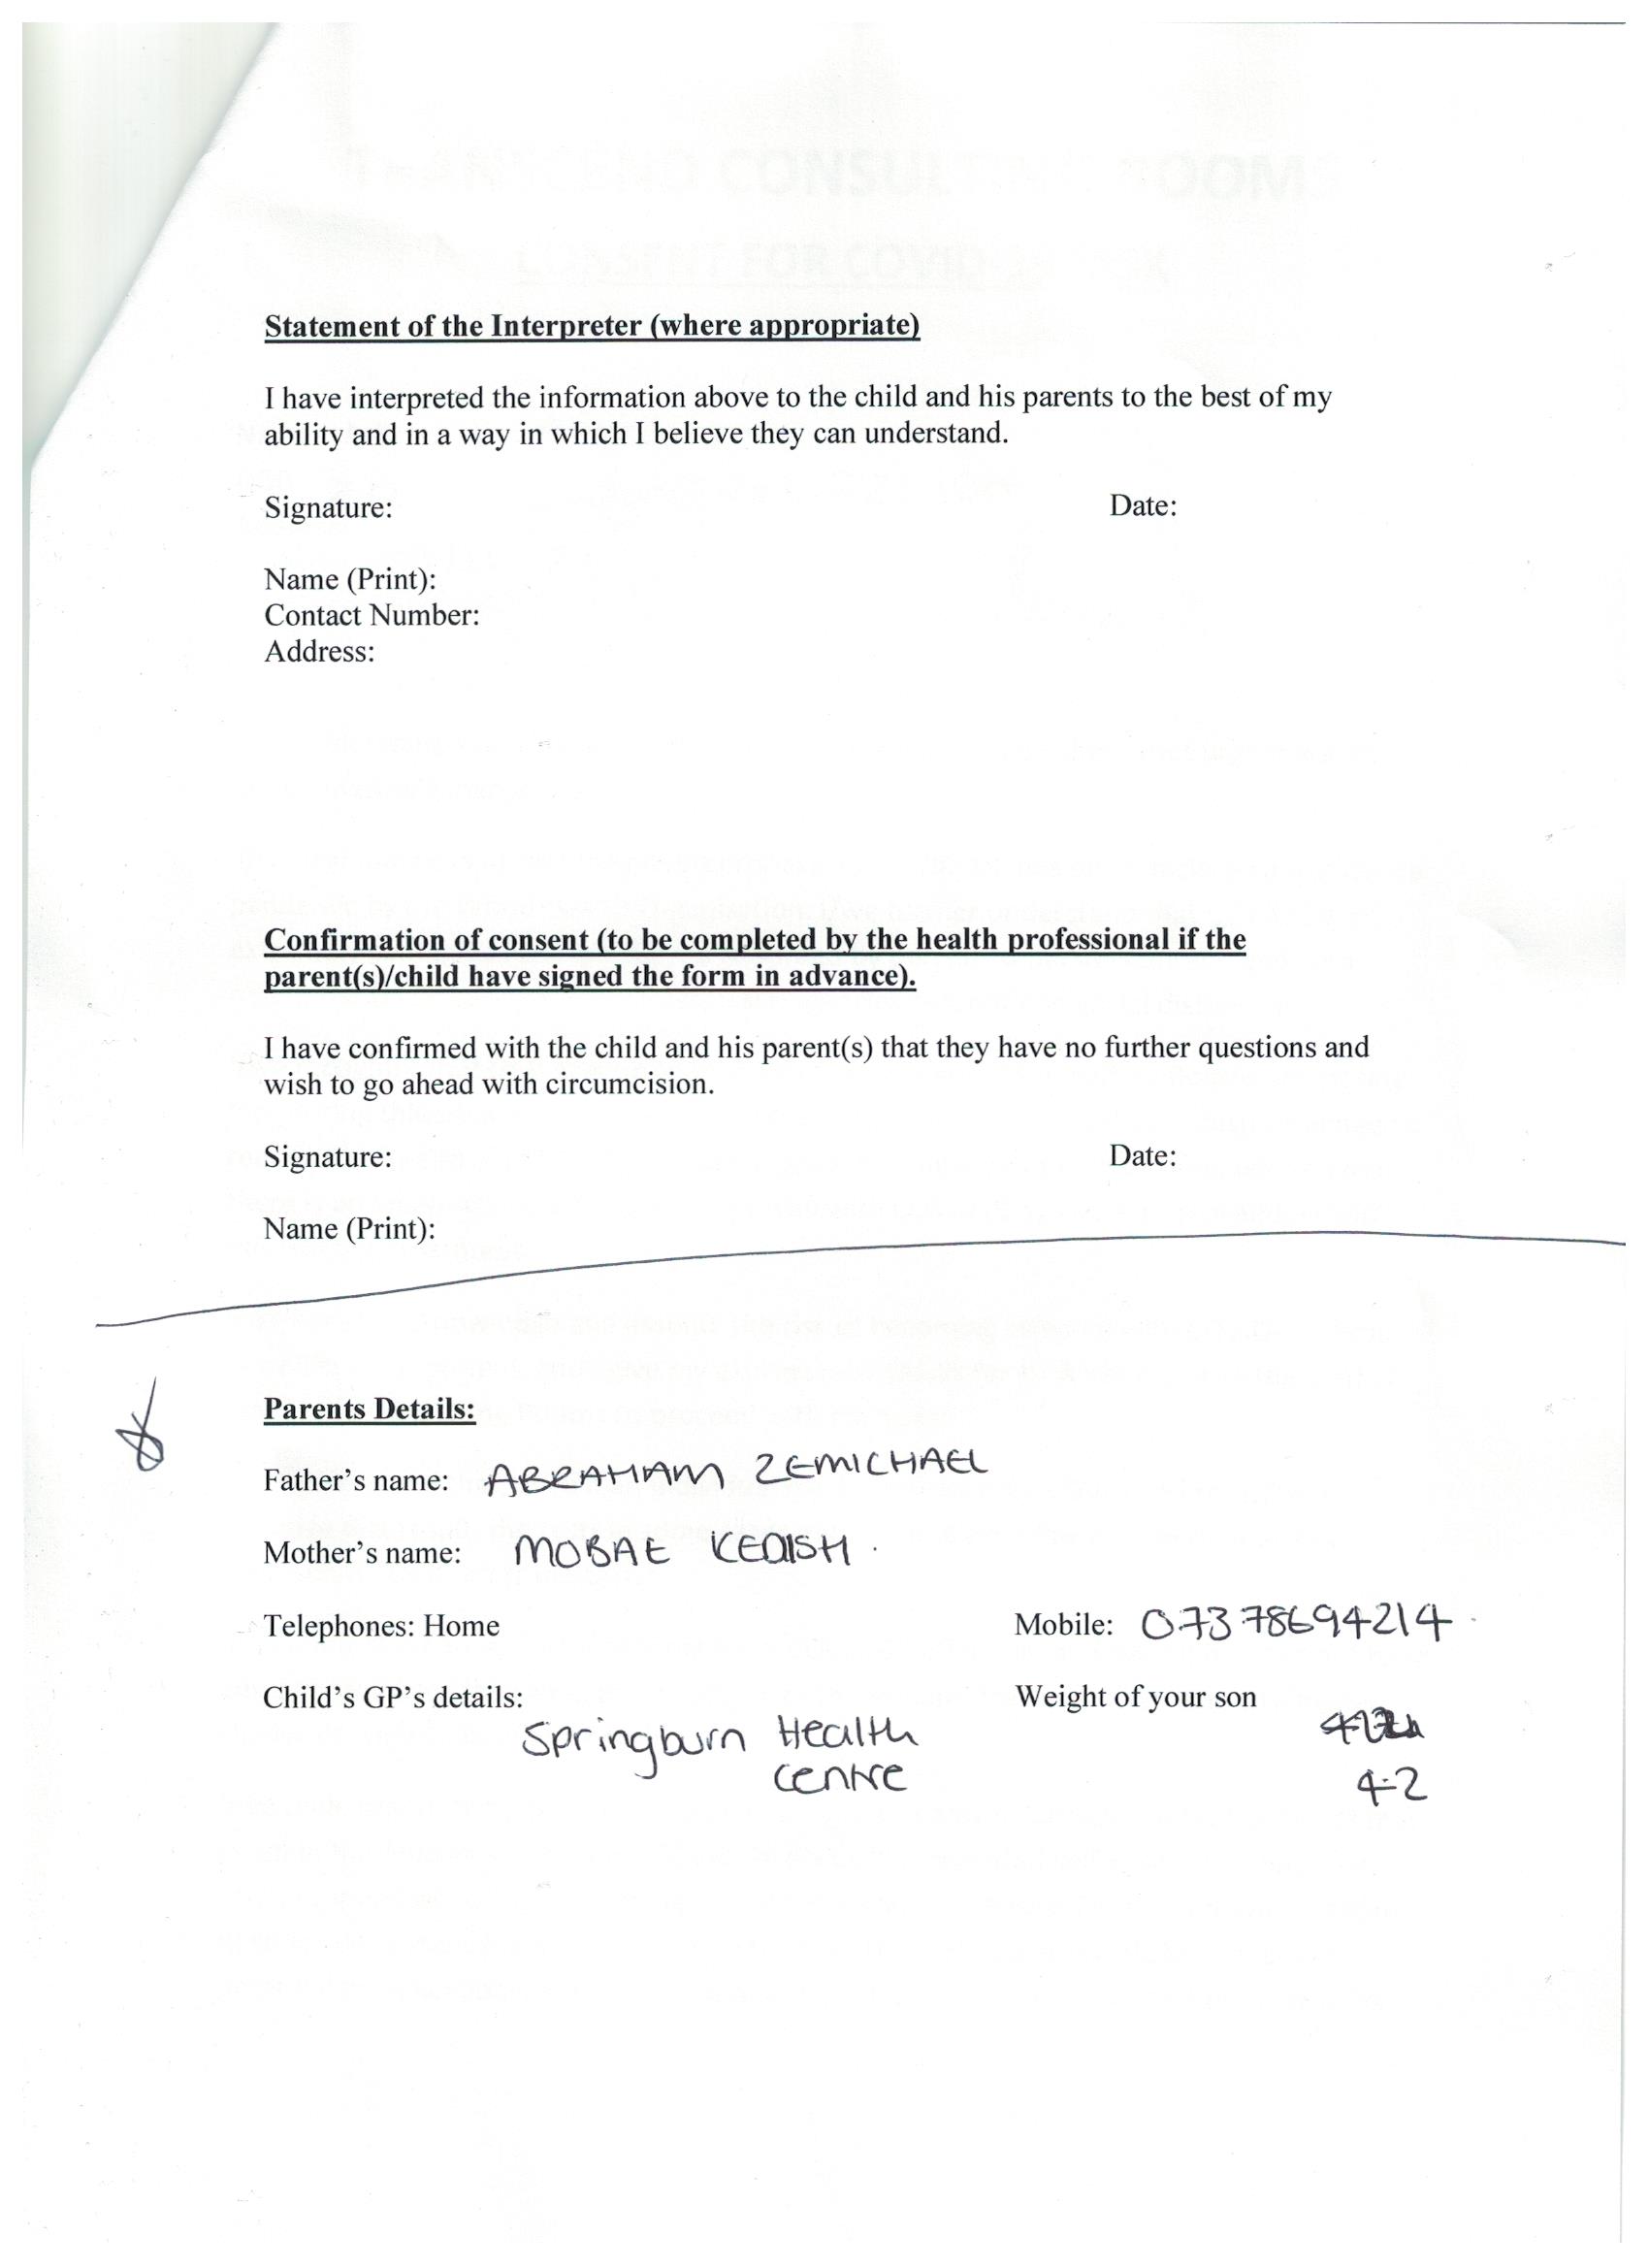 CONSENT FOR COVID
Statement of the Interpreter (where appropriate)
I have interpreted the information above to the child and his parents to the best of my
ability and in a way in which I believe they can understand.
Signature: Date:
Name (Print):
Contact Number:
Address:
Confirmation of consent (to be completed by the health professional if the
parent(s)/child have signed the form in advance).
I have confirmed with the child and his parent(s) that they have no further questions and
wish to go ahead with circumcision.
Signature: Date:
Name (Print):
Parents Details:
Father's name: ABRAHAM ZEMICHAEL
Mother's name: MOBAE KEDISH.
Telephones: Home Mobile: 07378694214.
Child's GP's details: Weight of your son
Springburn Health
Centre 4.2